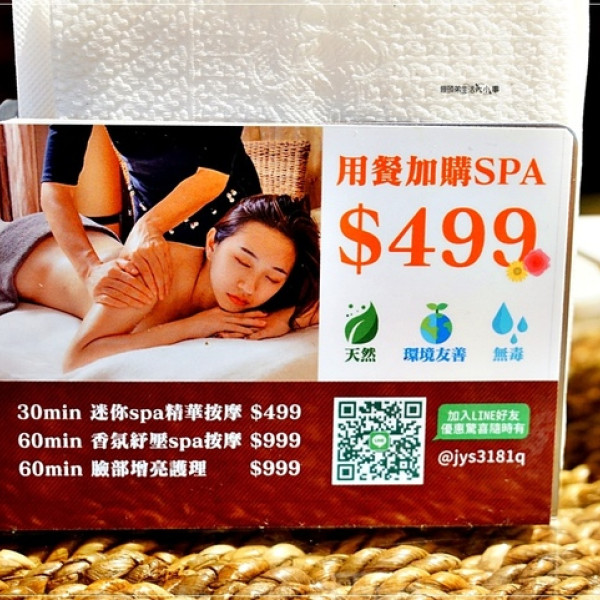 用餐加購SPA
$499
天然 環境友善 無毒
30min 迷你spa精華按摩 $499
60min 香氛紓壓spa按摩 $999
60min 臉部增亮護理 $999
加入LINE好友
優惠驚喜隨時有
@jys3181q